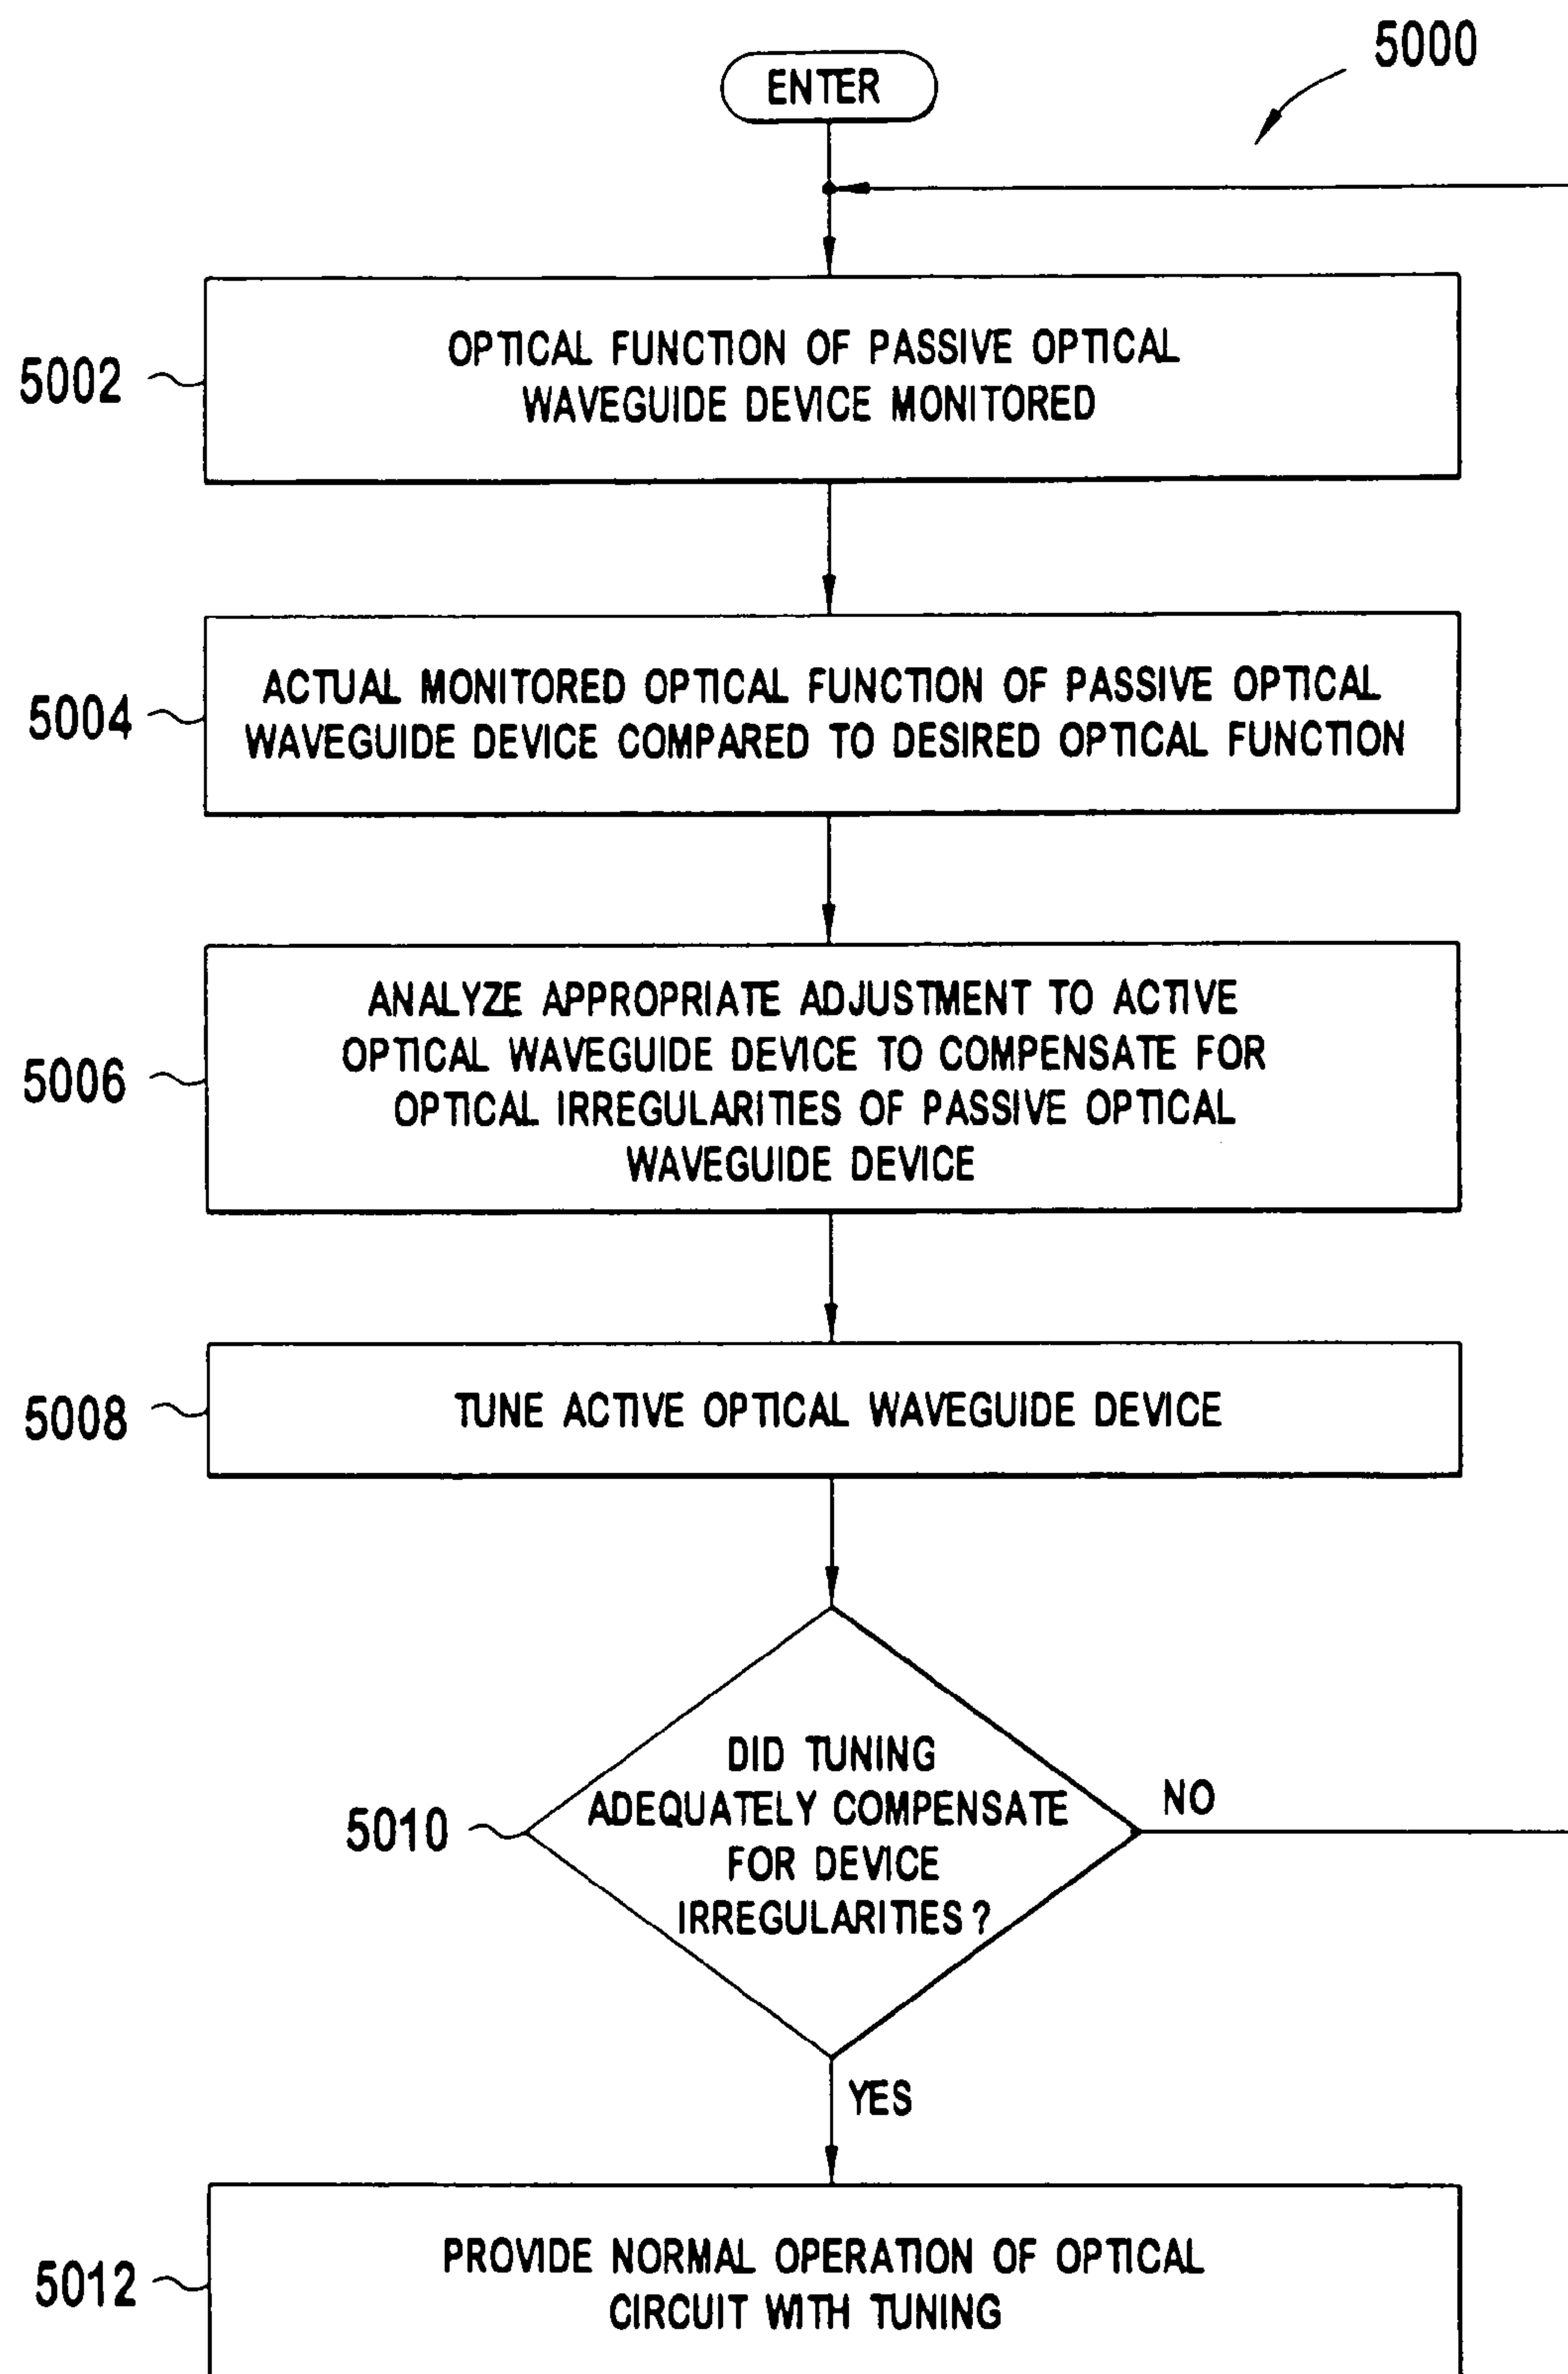 5000
ENTER
5002
OPTICAL FUNCTION OF PASSIVE OPTICAL
WAVEGUIDE DEVICE MONITORED
5004
ACTUAL MONITORED OPTICAL FUNCTION OF PASSIVE OPTICAL
WAVEGUIDE DEVICE COMPARED TO DESIRED OPTICAL FUNCTION
5006
ANALYZE APPROPRIATE ADJUSTMENT TO ACTIVE
OPTICAL WAVEGUIDE DEVICE TO COMPENSATE FOR
OPTICAL IRREGULARITIES OF PASSIVE OPTICAL
WAVEGUIDE DEVICE
5008
TUNE ACTIVE OPTICAL WAVEGUIDE DEVICE
5010
DID TUNING
ADEQUATELY COMPENSATE
FOR DEVICE
IRREGULARITIES?
NO
YES
5012
PROVIDE NORMAL OPERATION OF OPTICAL
CIRCUIT WITH TUNING